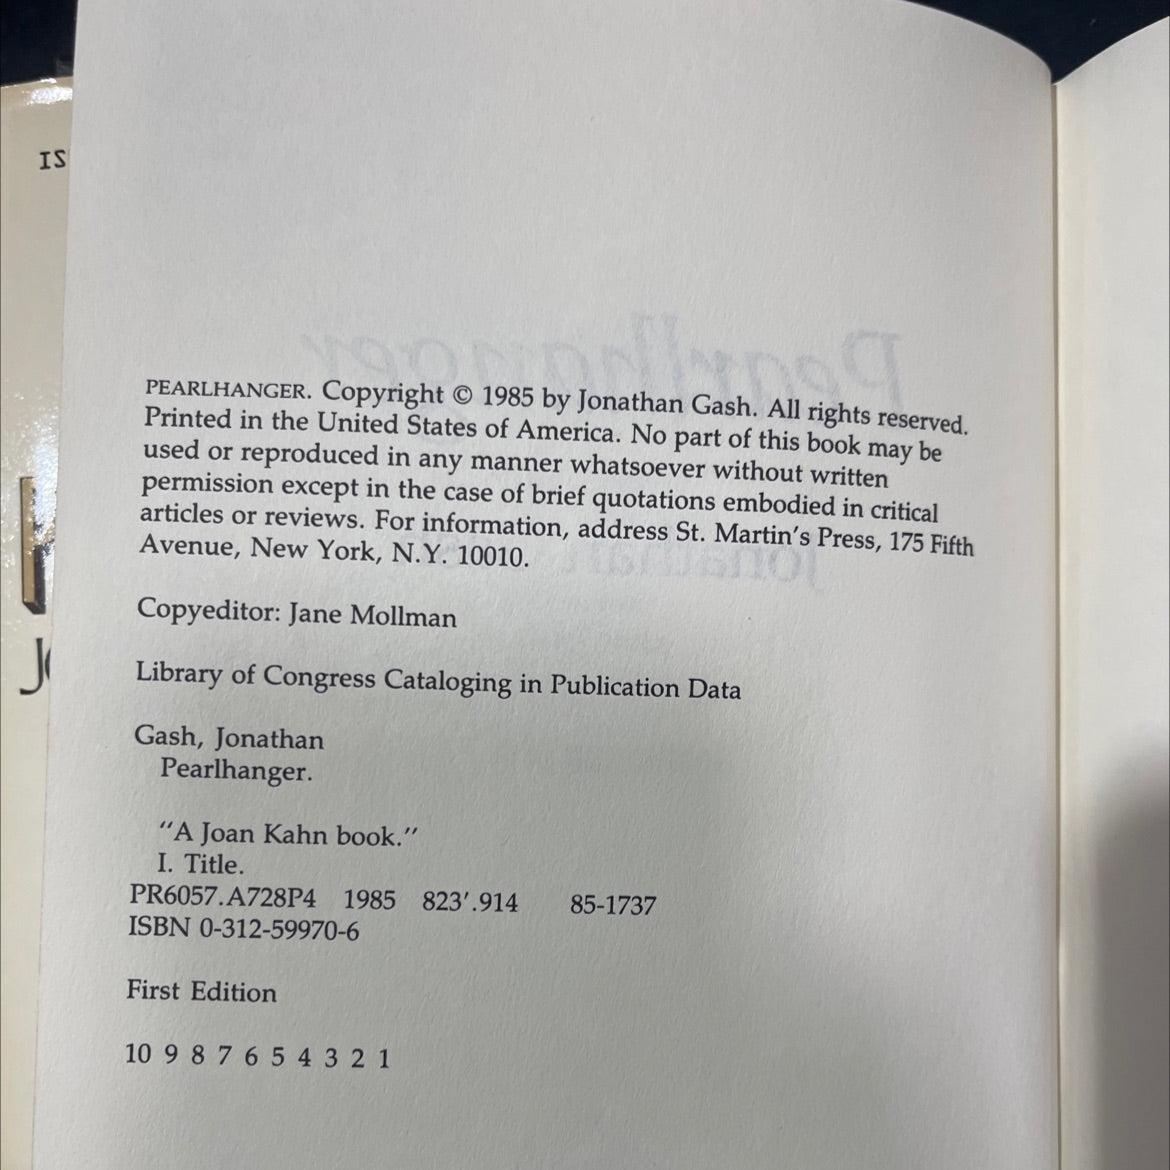 IS
PEARLHANGER. Copyright © 1985 by Jonathan Gash. All rights reserved.
Printed in the United States of America. No part of this book may be
used or reproduced in any manner whatsoever without written
permission except in the case of brief quotations embodied in critical
articles or reviews. For information, address St. Martin's Press, 175 Fifth
Avenue, New York, N.Y. 10010.
Copyeditor: Jane Mollman
Library of Congress Cataloging in Publication Data
Gash, Jonathan
Pearlhanger.
"A Joan Kahn book."
I. Title.
PR6057.A728P4 1985 823'.914 85-1737
ISBN 0-312-59970-6
First Edition
10 9 8 7 6 5 4 3 2 1